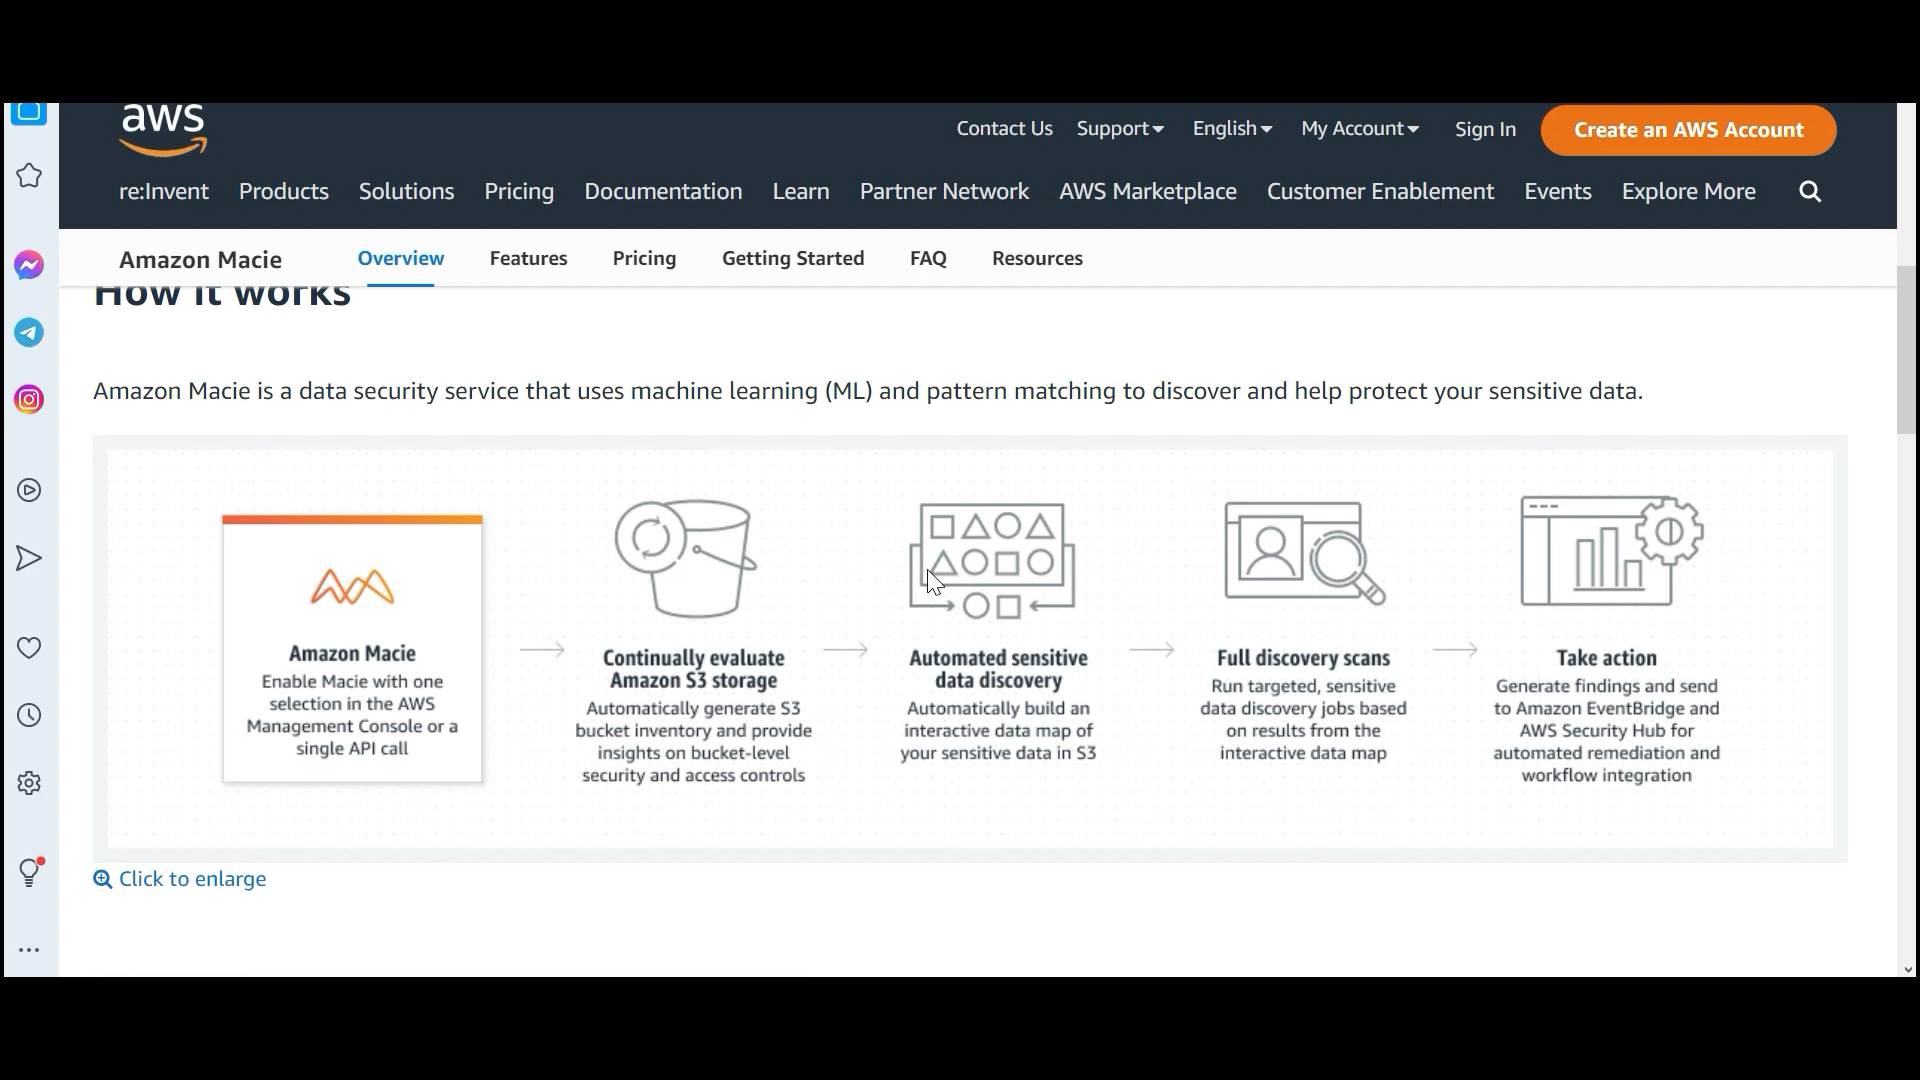 aws
Contact Us Support English My Account Sign In Create an AWS Account
re:Invent Products Solutions Pricing Documentation Learn Partner Network AWS Marketplace Customer Enablement Events Explore More
Amazon Macie Overview Features Pricing Getting Started FAQ Resources
How it works
Amazon Macie is a data security service that uses machine learning (ML) and pattern matching to discover and help protect your sensitive data.
Amazon Macie
Enable Macie with one
selection in the AWS
Management Console or a
single API call
Continually evaluate
Amazon S3 storage
Automatically generate S3
bucket inventory and provide
insights on bucket-level
security and access controls
Automated sensitive
data discovery
Automatically build an
interactive data map of
your sensitive data in S3
Full discovery scans
Run targeted, sensitive
data discovery jobs based
on results from the
interactive data map
Take action
Generate findings and send
to Amazon EventBridge and
AWS Security Hub for
automated remediation and
workflow integration
Click to enlarge